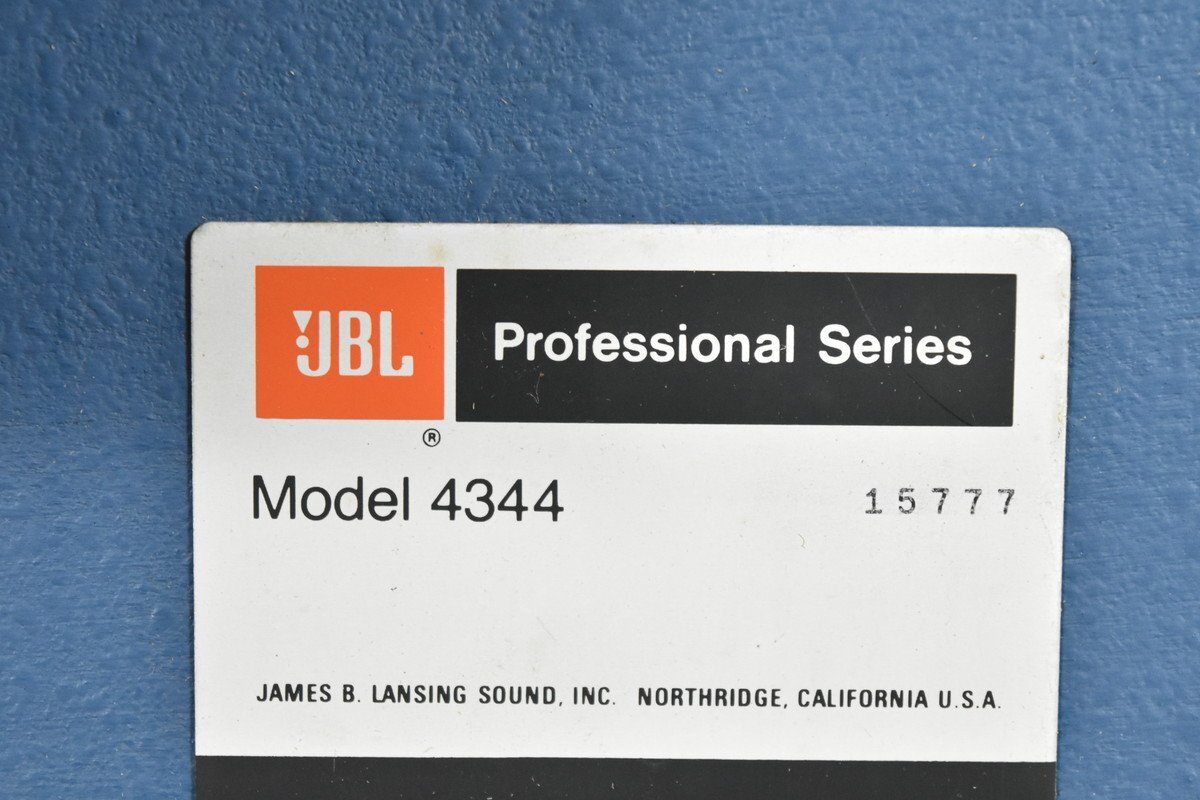 JBL Professional Series
®
Model 4344 15777
JAMES B. LANSING SOUND, INC. NORTHRIDGE, CALIFORNIA U.S.A.